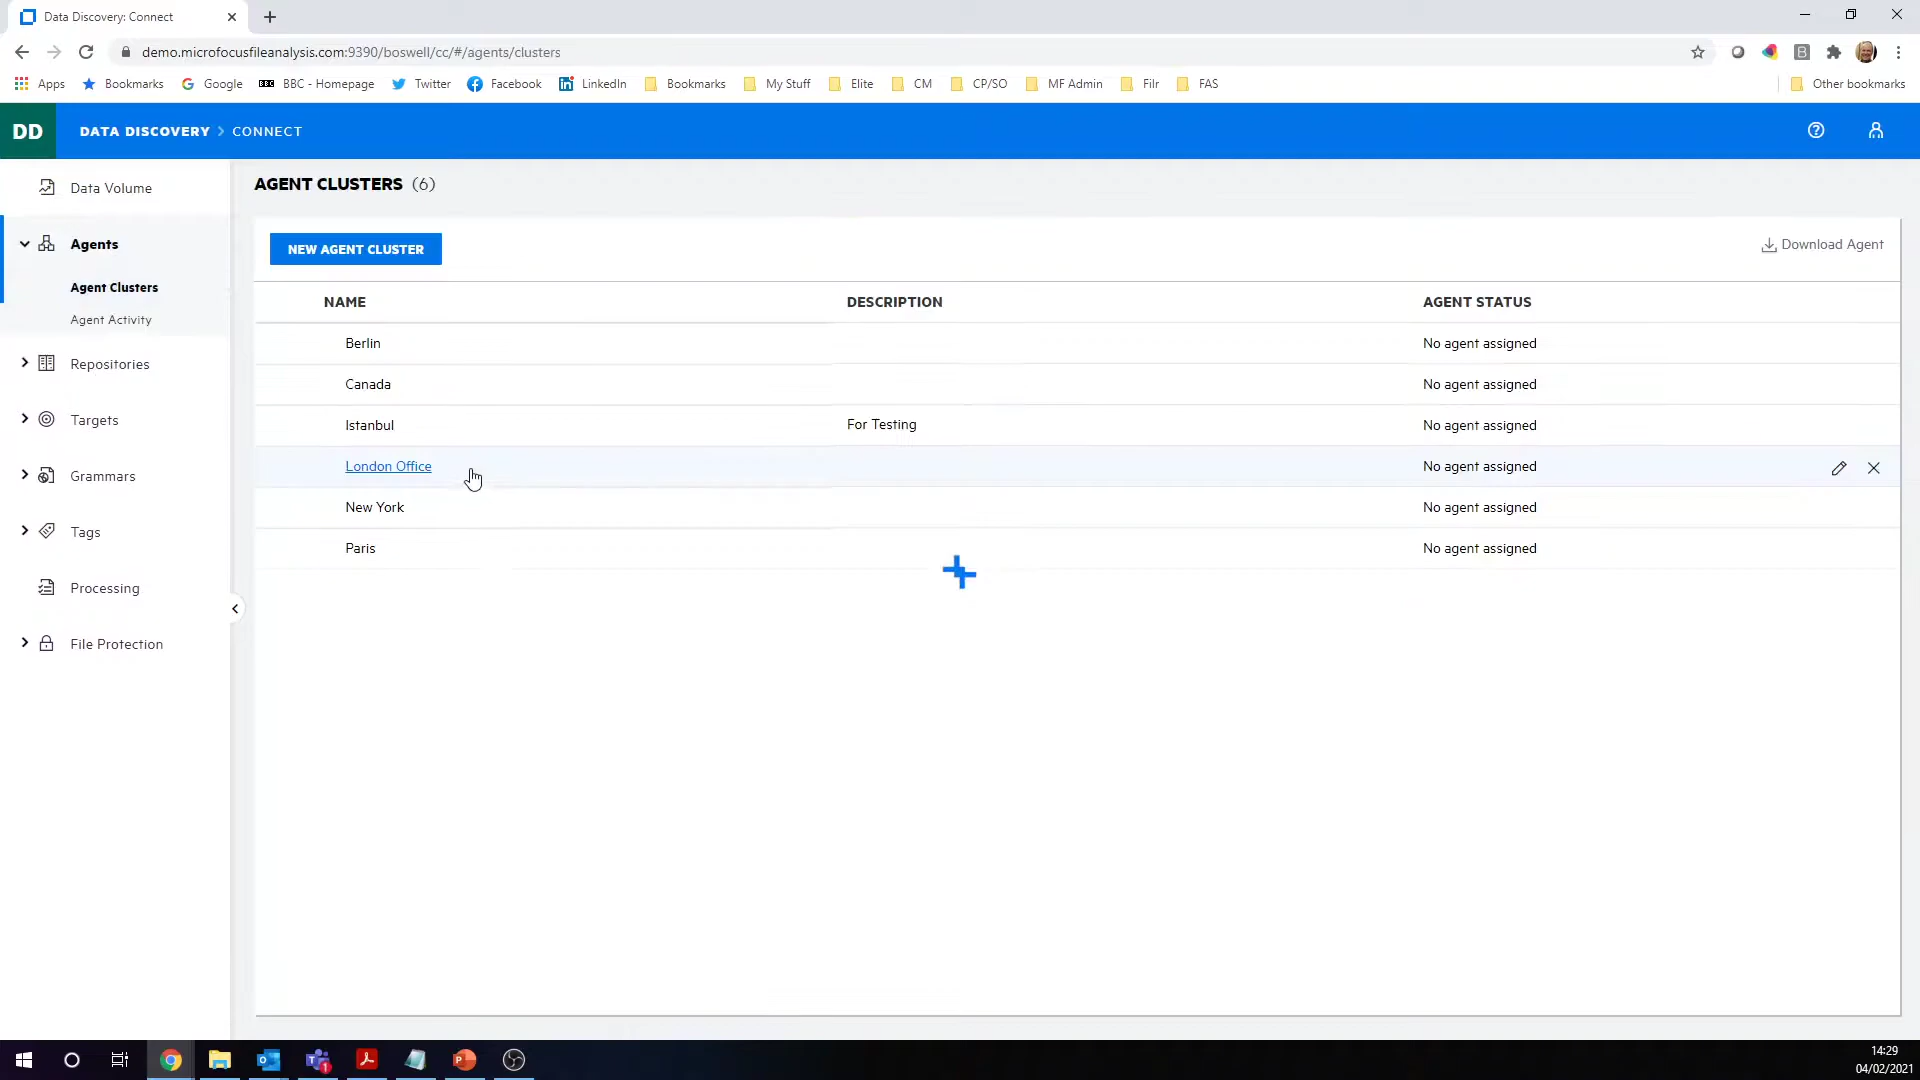 Data Discovery: Connect
demo.microfocusfileanalysis.com:9390/boswell/cc/#/agents/clusters
Apps Bookmarks Google BBC - Homepage Twitter Facebook LinkedIn Bookmarks My Stuff Elite CM CP/SO MF Admin Filr FAS Other bookmarks
DD DATA DISCOVERY > CONNECT
Data Volume
Agents
Agent Clusters
Agent Activity
Repositories
Targets
Grammars
Tags
Processing
File Protection
AGENT CLUSTERS (6)
NEW AGENT CLUSTER Download Agent
NAME DESCRIPTION AGENT STATUS
Berlin No agent assigned
Canada No agent assigned
Istanbul For Testing No agent assigned
London Office No agent assigned
New York No agent assigned
Paris No agent assigned
14:29
04/02/2021